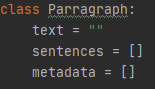 class Parragraph:
    text = ""
    sentences = []
    metadata = []